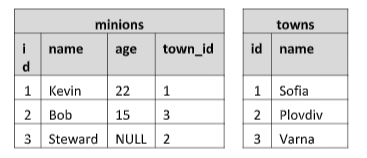 minions
id name age town_id
1 Kevin 22 1
2 Bob 15 3
3 Steward NULL 2
towns
id name
1 Sofia
2 Plovdiv
3 Varna